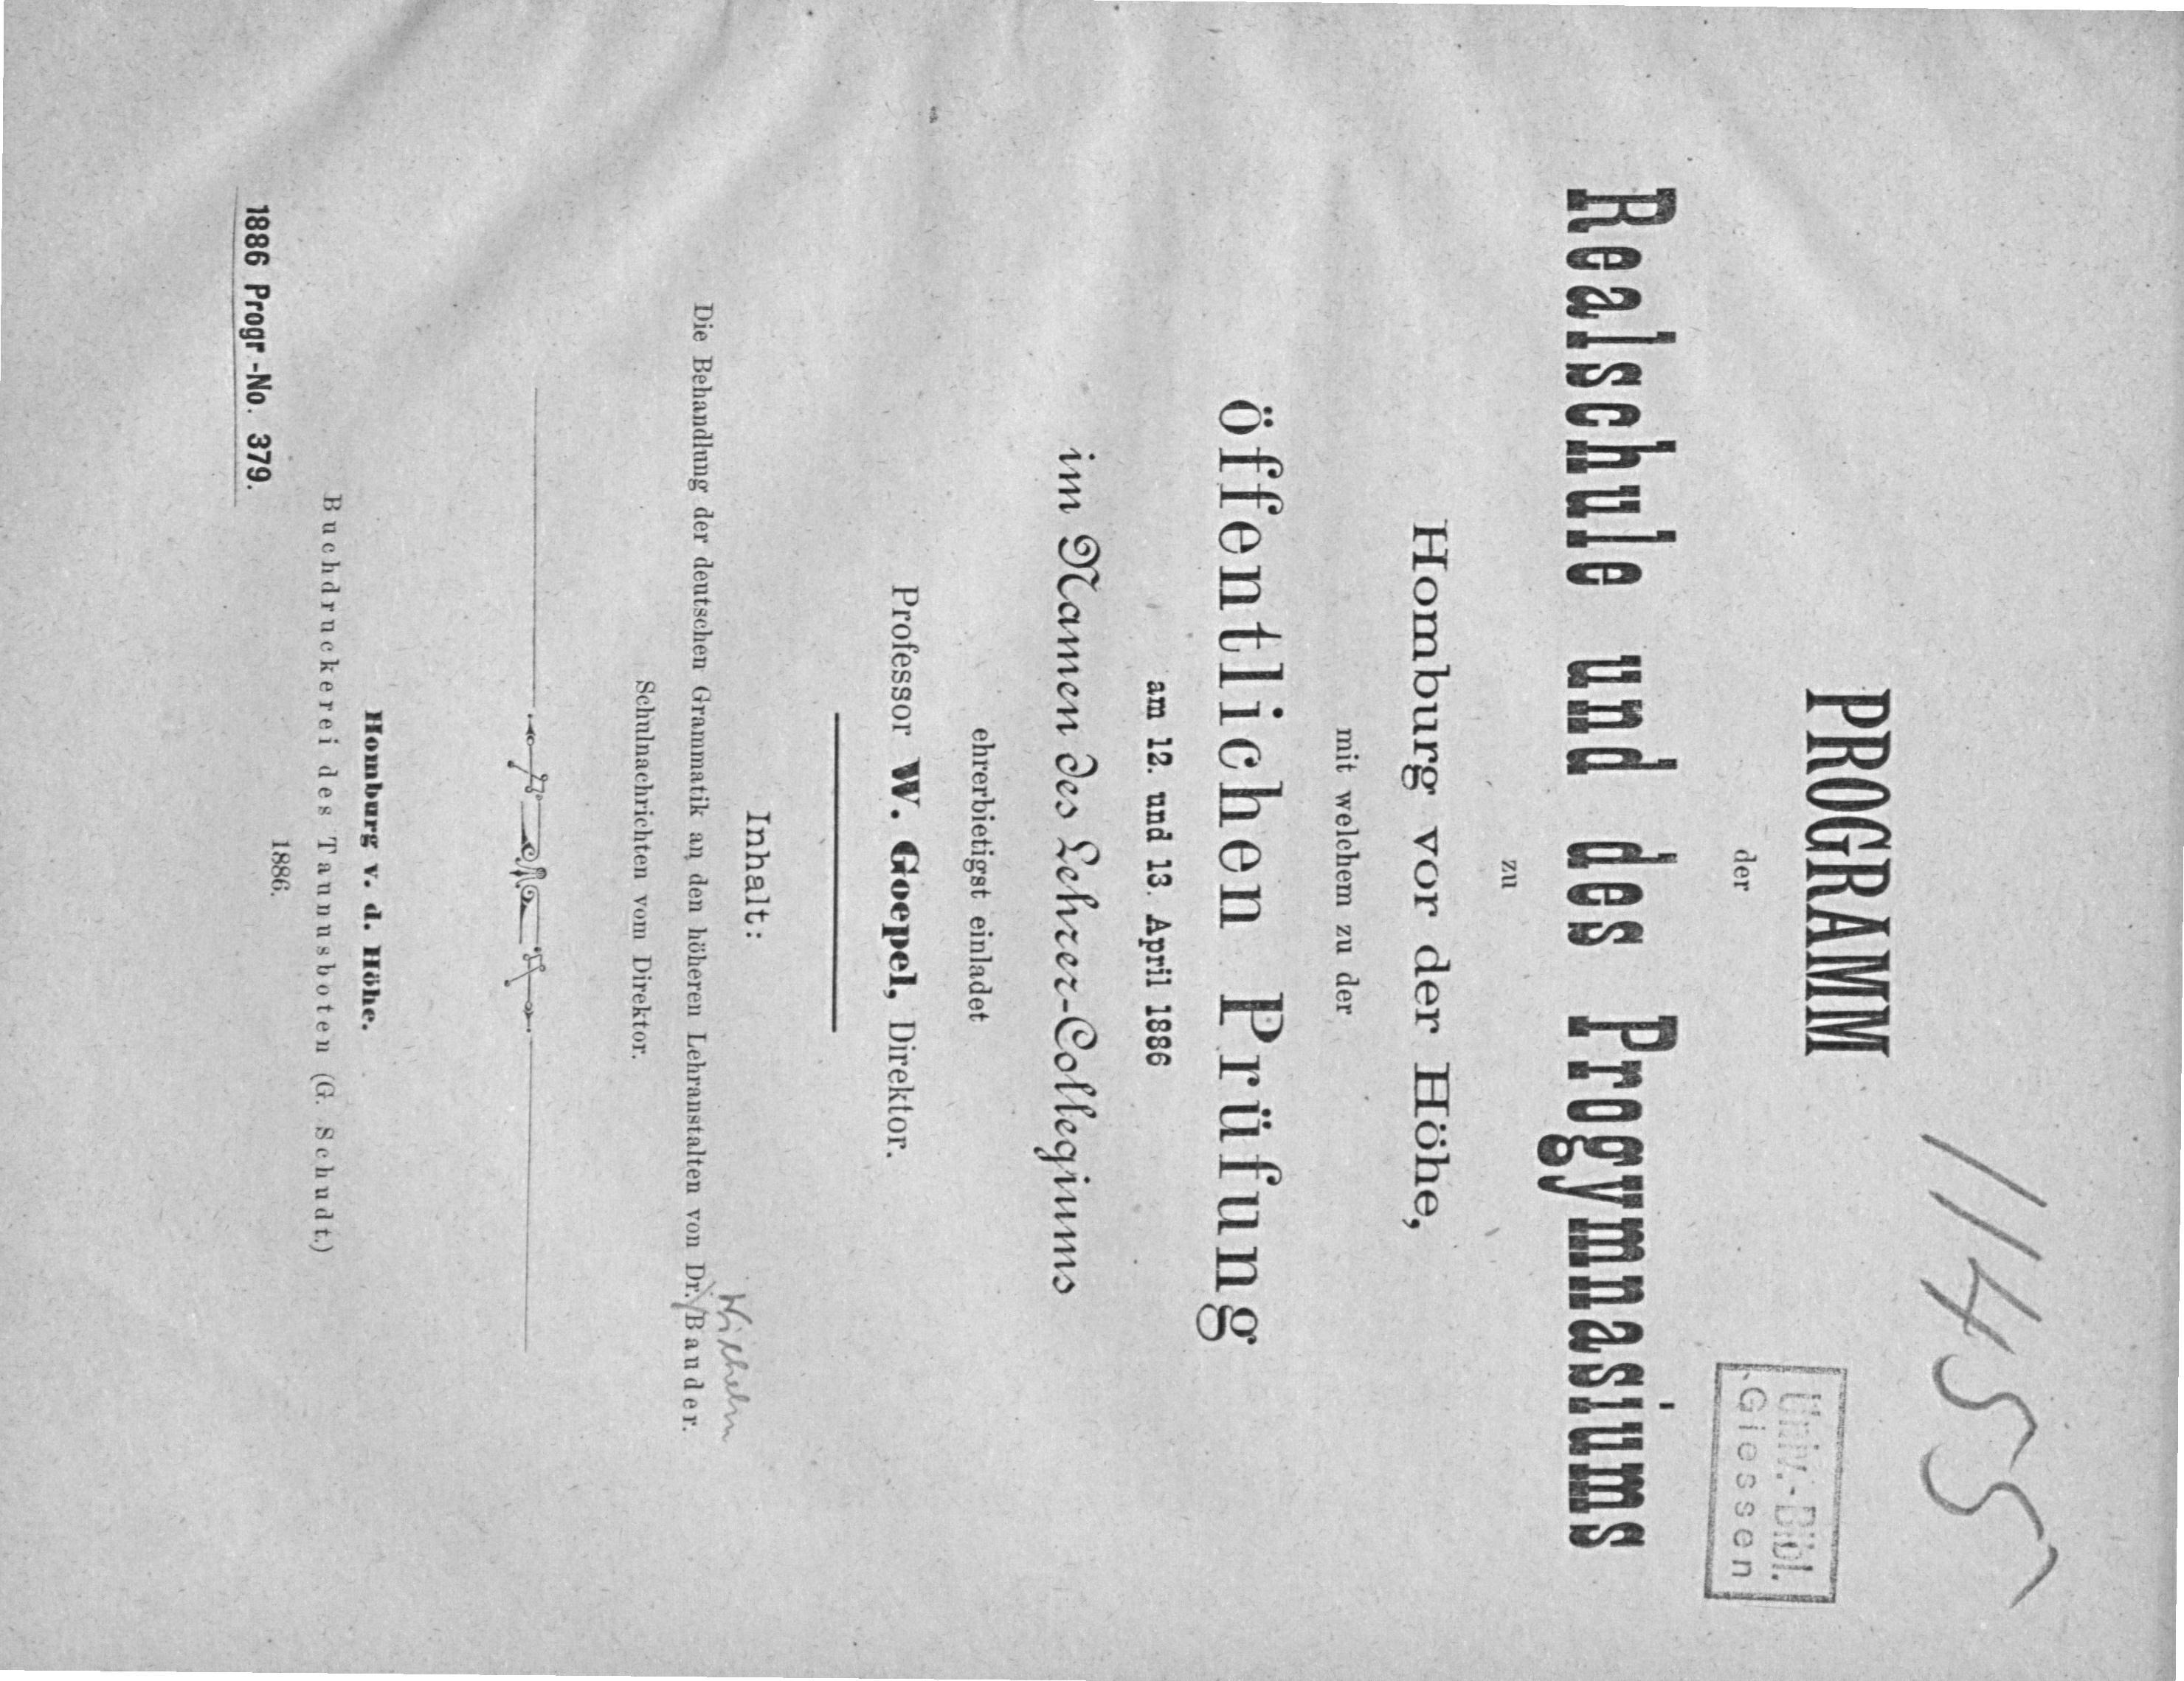 11455
Univ.-Bibl.
Giessen
PROGRAMM
der
Realschule und des Progymnasiums
zu
Homburg vor der Höhe,
mit welchem zu der
öffentlichen Prüfung
am 12. und 13. April 1886
im Namen des Lehrer-Collegiums
ehrerbietigst einladet
Professor W. Goepel, Direktor.
Inhalt:
Wilhelm
Die Behandlung der deutschen Grammatik an den höheren Lehranstalten von Dr. Bauder.
Schulnachrichten vom Direktor.
Homburg v. d. Höhe.
Buchdruckerei des Taunusboten (G. Schudt.)
1886.
1886 Progr-No. 379.